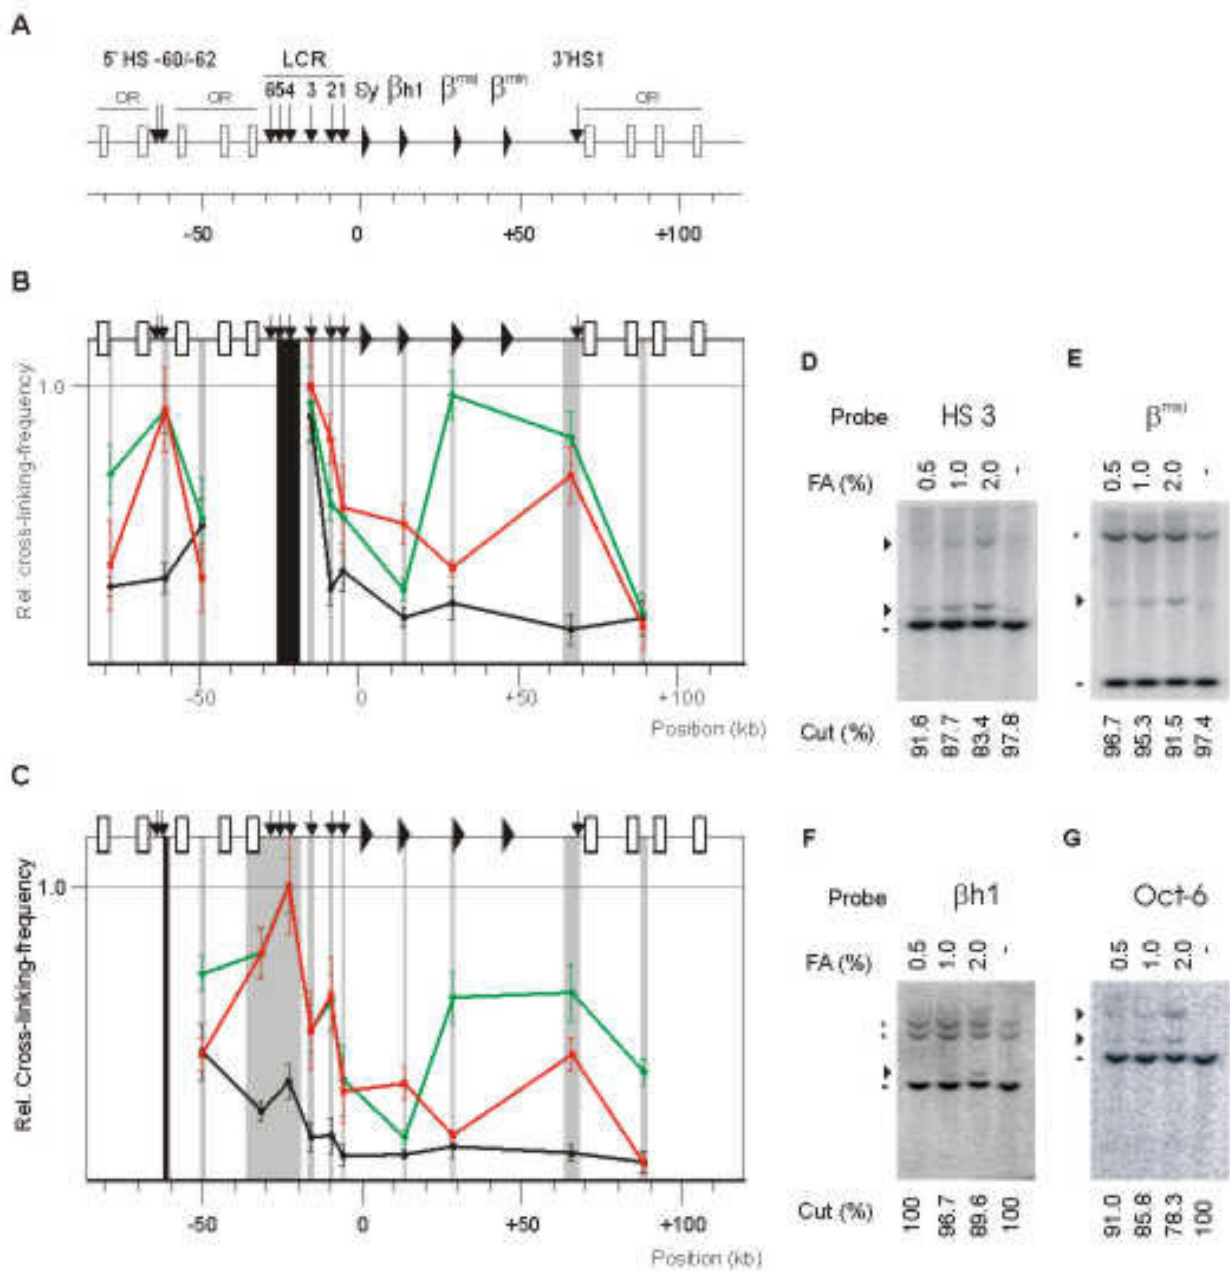 A
5' HS -60/-62 LCR 3'HS1
OR OR 654 3 21 εy βh1 βmaj βmin OR
-50 0 +50 +100
B
Rel. cross-linking-frequency
1.0
-50 0 +50 +100
Position (kb)
C
Rel. Cross-linking-frequency
1.0
-50 0 +50 +100
Position (kb)
D
Probe HS 3
FA (%) 0.5 1.0 2.0 -
Cut (%) 91.6 87.7 83.4 97.8
E
βmaj
0.5 1.0 2.0 -
96.7 95.3 91.5 97.4
F
Probe βh1
FA (%) 0.5 1.0 2.0 -
Cut (%) 100 96.7 89.6 100
G
Oct-6
0.5 1.0 2.0 -
91.0 85.8 78.3 100